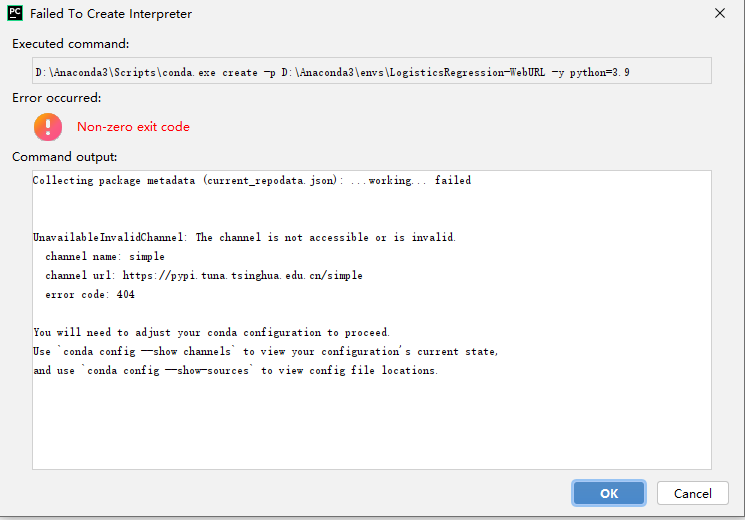 PC Failed To Create Interpreter
Executed command:
D:\Anaconda3\Scripts\conda.exe create -p D:\Anaconda3\envs\LogisticsRegression-WebURL -y python=3.9
Error occurred:
Non-zero exit code
Command output:
Collecting package metadata (current_repodata.json): ...working... failed
UnavailableInvalidChannel: The channel is not accessible or is invalid.
channel name: simple
channel url: https://pypi.tuna.tsinghua.edu.cn/simple
error code: 404
You will need to adjust your conda configuration to proceed.
Use `conda config --show channels` to view your configuration's current state,
and use `conda config --show-sources` to view config file locations.
OK Cancel